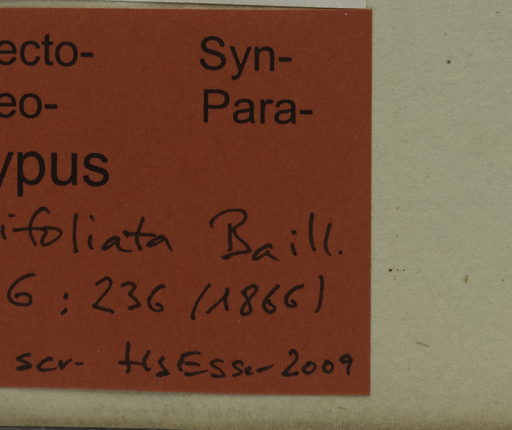 ecto- Syn-
eo- Para-
ypus
ifoliata Baill.
6 : 236 (1866)
scr. HsEsser 2009